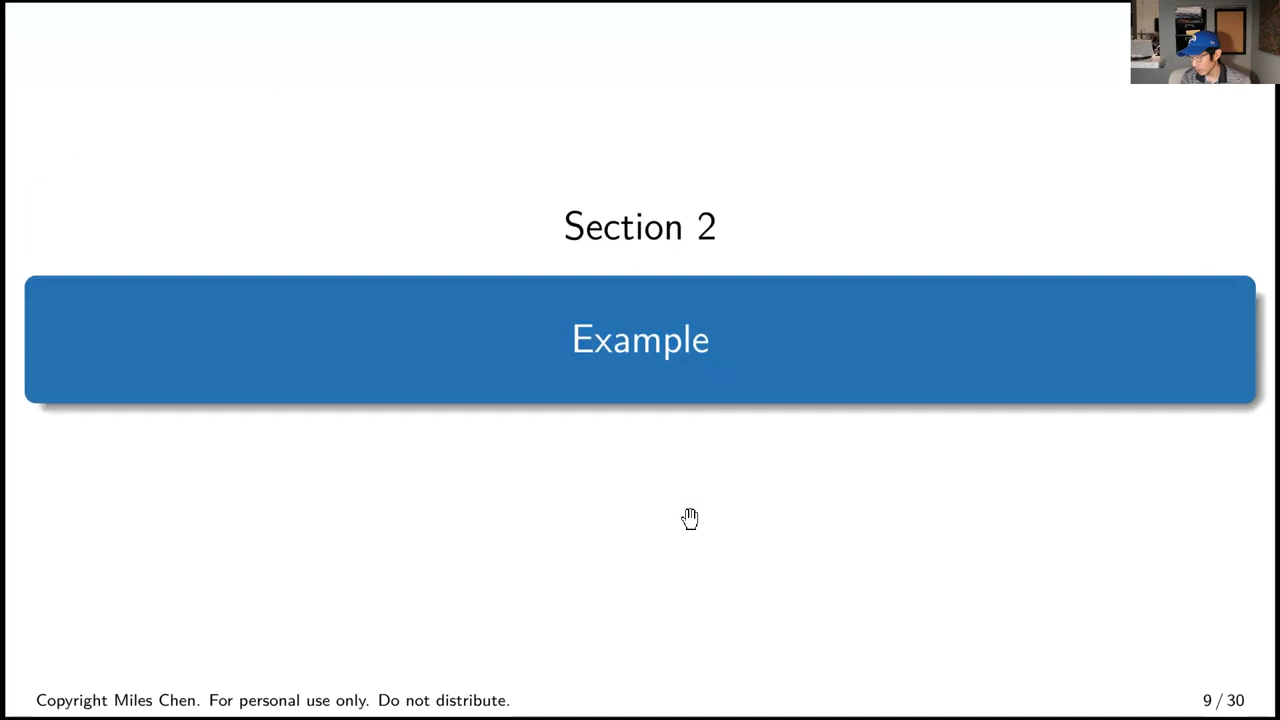 Section 2
Example
Copyright Miles Chen. For personal use only. Do not distribute.
9 / 30